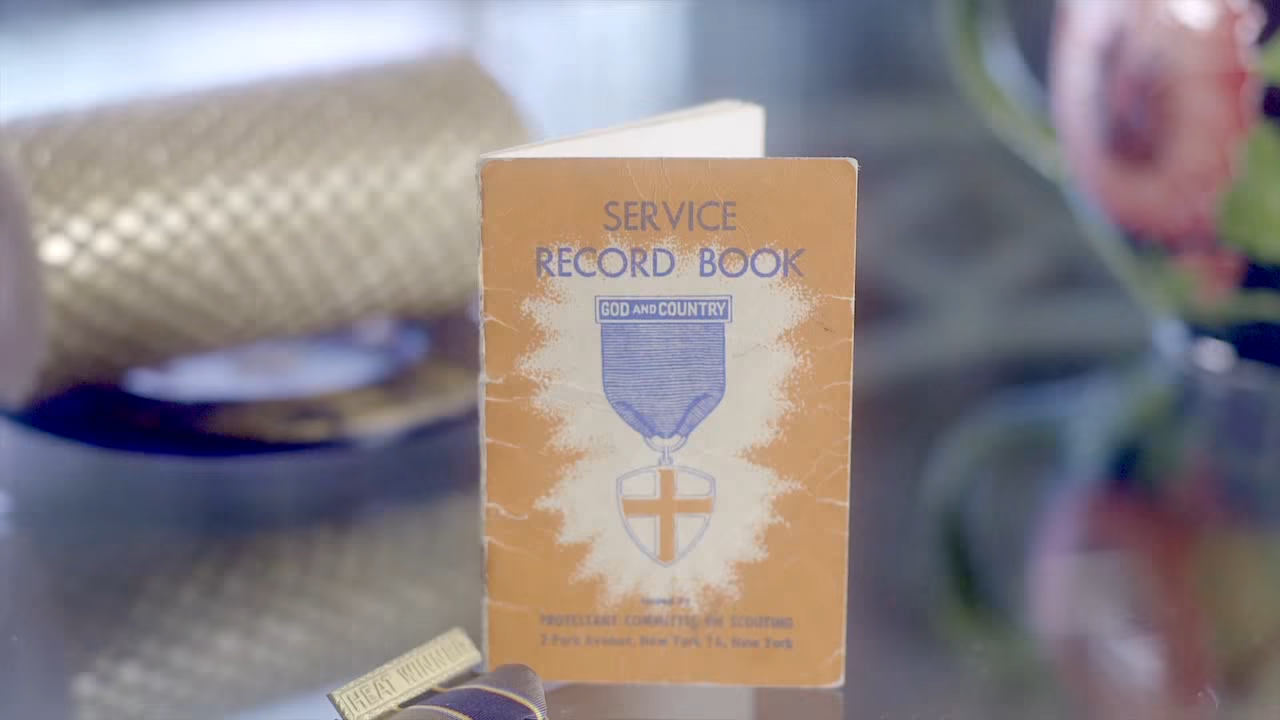 SERVICE
RECORD BOOK
GOD AND COUNTRY
PROTESTANT COMMITTEE ON SCOUTING
2 Park Avenue, New York 16, New York
HEAT WINNER